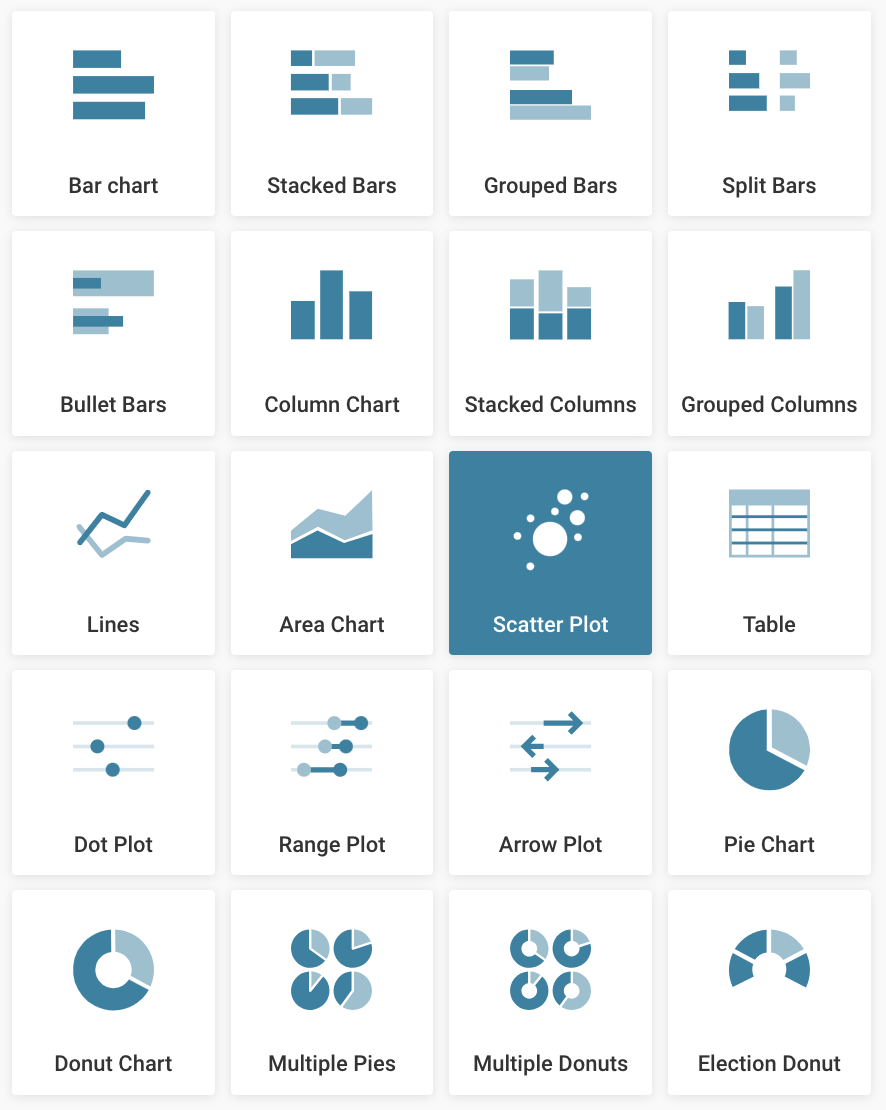 Bar chart
Stacked Bars
Grouped Bars
Split Bars
Bullet Bars
Column Chart
Stacked Columns
Grouped Columns
Lines
Area Chart
Scatter Plot
Table
Dot Plot
Range Plot
Arrow Plot
Pie Chart
Donut Chart
Multiple Pies
Multiple Donuts
Election Donut